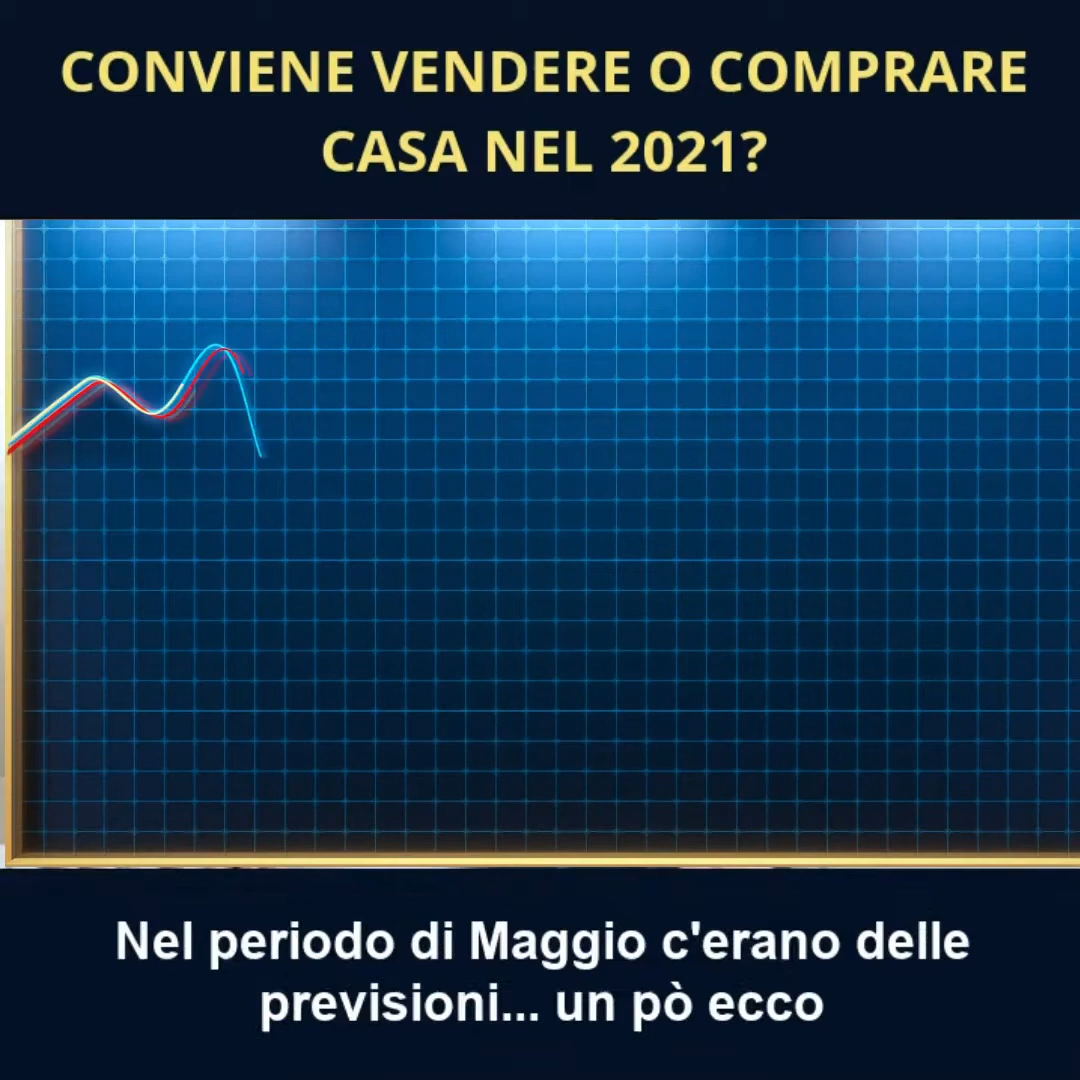 CONVIENE VENDERE O COMPRARE
CASA NEL 2021?
Nel periodo di Maggio c'erano delle
previsioni... un pò ecco